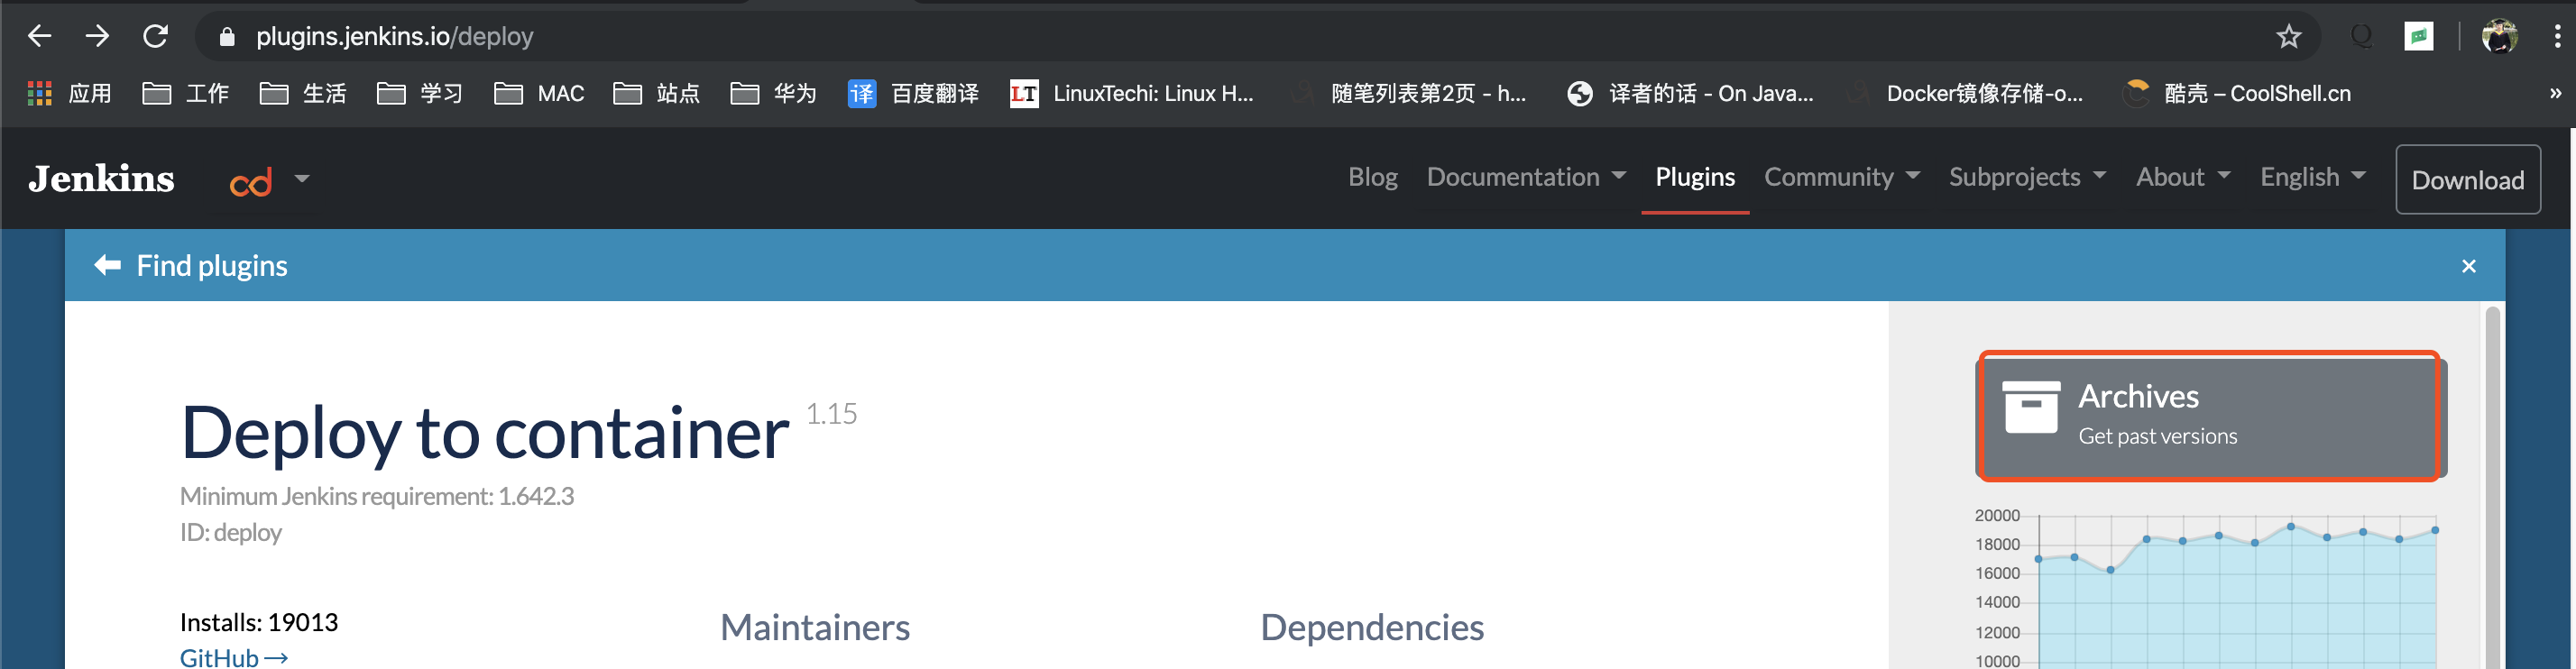 plugins.jenkins.io/deploy
应用 工作 生活 学习 MAC 站点 华为 译 百度翻译 LT LinuxTechi: Linux H... 随笔列表第2页 - h... 译者的话 - On Java... Docker镜像存储-o... 酷壳 – CoolShell.cn »
Jenkins cd Blog Documentation Plugins Community Subprojects About English Download
Find plugins ×
Deploy to container 1.15
Minimum Jenkins requirement: 1.642.3
ID: deploy
Installs: 19013
GitHub →
Maintainers
Dependencies
Archives
Get past versions
20000
18000
16000
14000
12000
10000